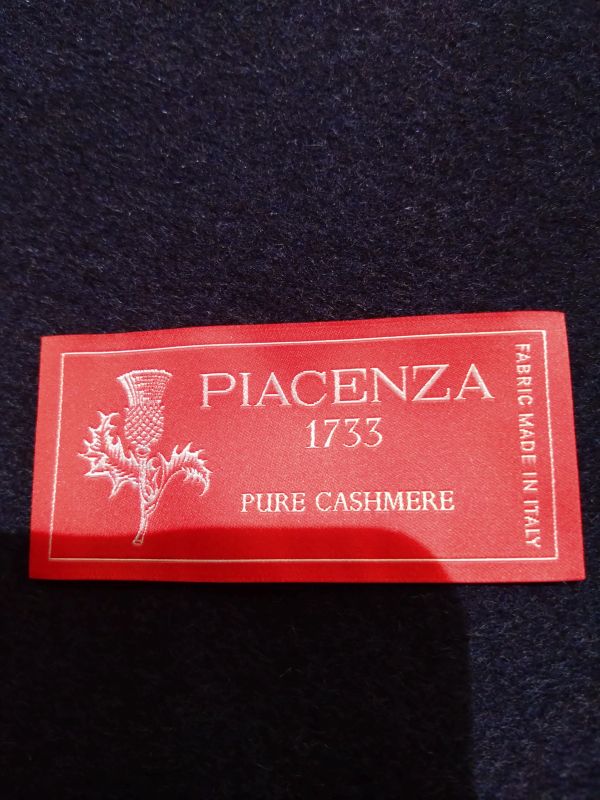 PIACENZA
1733
PURE CASHMERE
FABRIC MADE IN ITALY